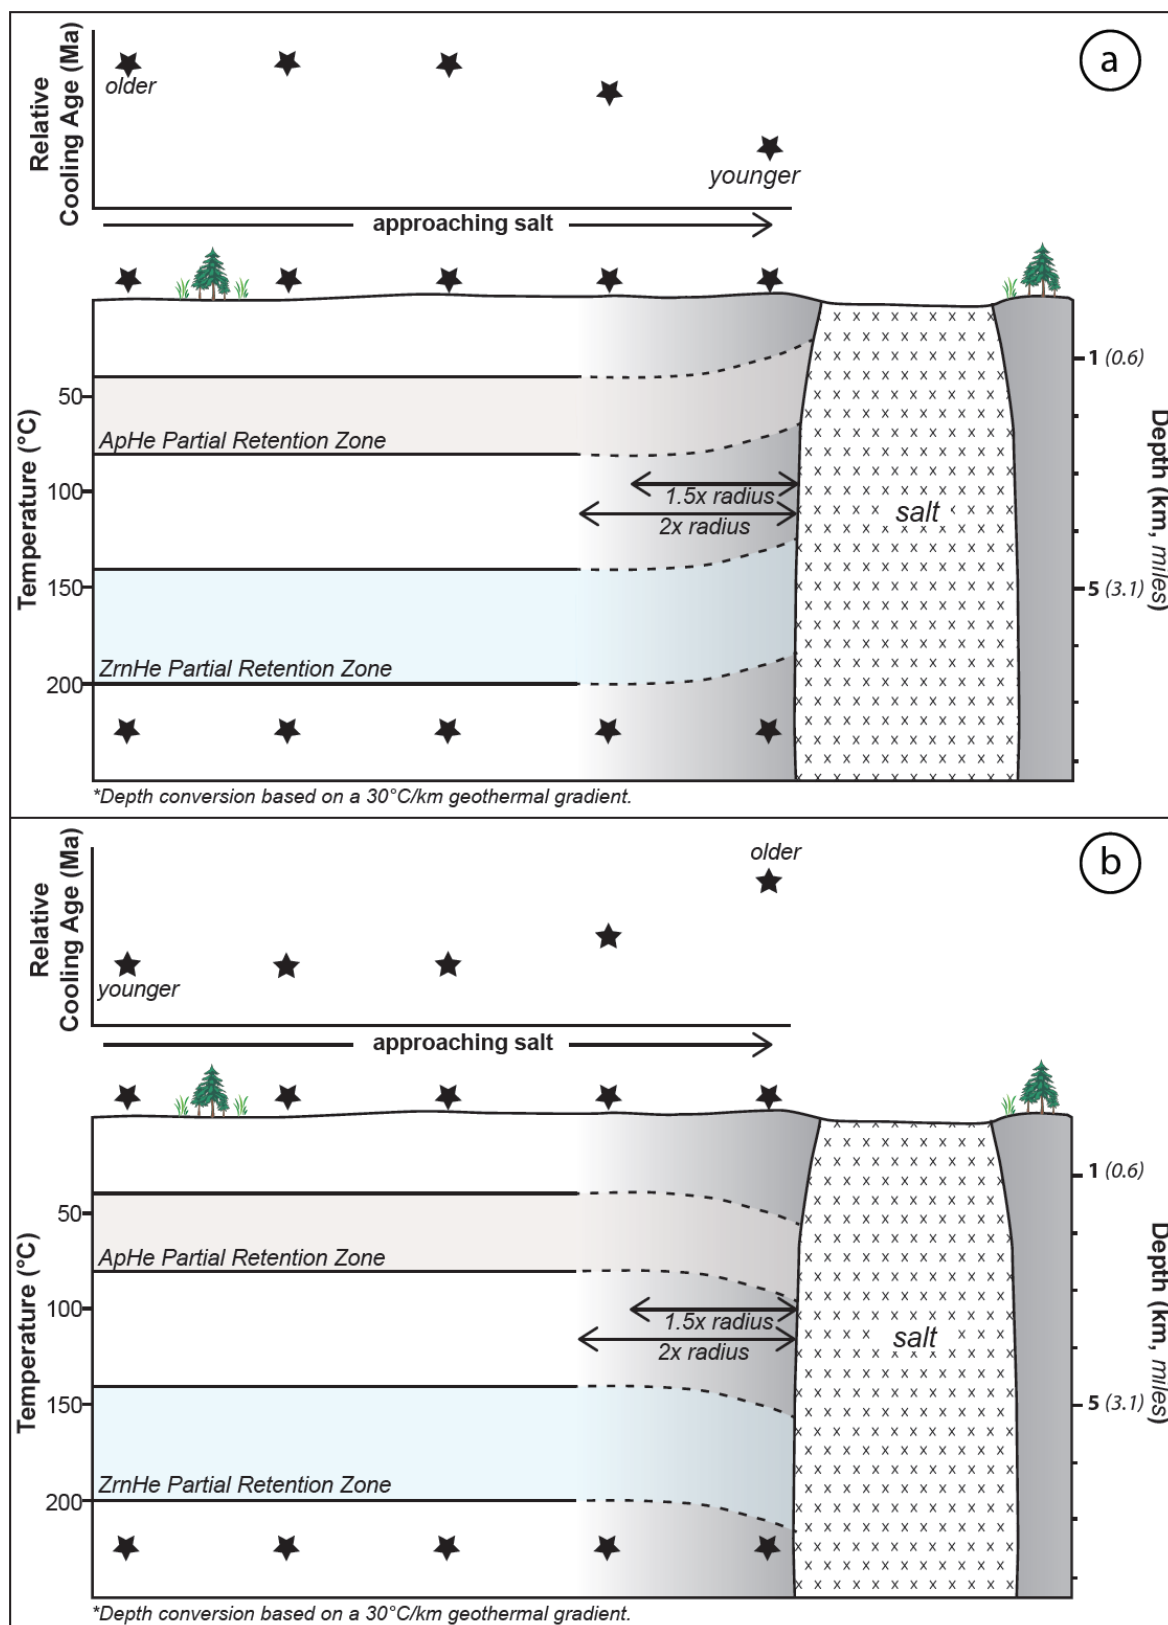 a
Relative
Cooling Age (Ma)
older
younger
approaching salt
Temperature (°C)
50
100
150
200
ApHe Partial Retention Zone
ZrnHe Partial Retention Zone
1.5x radius
2x radius
salt
1 (0.6)
5 (3.1)
Depth (km, miles)
*Depth conversion based on a 30°C/km geothermal gradient.
b
Relative
Cooling Age (Ma)
older
younger
approaching salt
Temperature (°C)
50
100
150
200
ApHe Partial Retention Zone
ZrnHe Partial Retention Zone
1.5x radius
2x radius
salt
1 (0.6)
5 (3.1)
Depth (km, miles)
*Depth conversion based on a 30°C/km geothermal gradient.